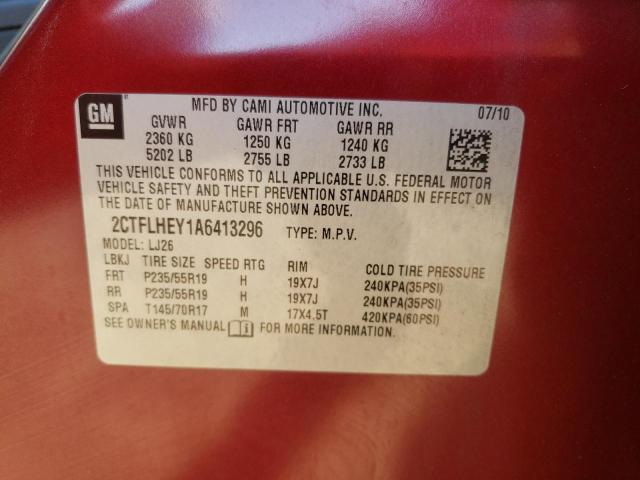 GM
MFD BY CAMI AUTOMOTIVE INC. 07/10
GVWR GAWR FRT GAWR RR
2360 KG 1250 KG 1240 KG
5202 LB 2755 LB 2733 LB
THIS VEHICLE CONFORMS TO ALL APPLICABLE U.S. FEDERAL MOTOR
VEHICLE SAFETY AND THEFT PREVENTION STANDARDS IN EFFECT ON
THE DATE OF MANUFACTURE SHOWN ABOVE.
2CTFLHEY1A6413296 TYPE: M.P.V.
MODEL: LJ26
LBKJ TIRE SIZE SPEED RTG RIM COLD TIRE PRESSURE
FRT P235/55R19 H 19X7J 240KPA(35PSI)
RR P235/55R19 H 19X7J 240KPA(35PSI)
SPA T145/70R17 M 17X4.5T 420KPA(60PSI)
SEE OWNER'S MANUAL FOR MORE INFORMATION.